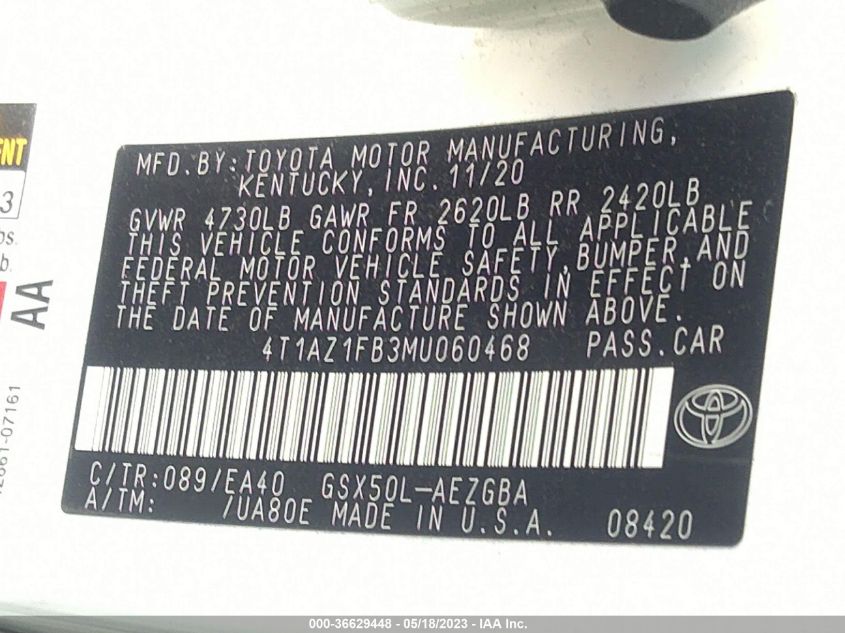 MFD.BY:TOYOTA MOTOR MANUFACTURING,
KENTUCKY, INC. 11/20
GVWR 4730LB GAWR FR 2620LB RR 2420LB
THIS VEHICLE CONFORMS TO ALL APPLICABLE
FEDERAL MOTOR VEHICLE SAFETY,BUMPER,AND
THEFT PREVENTION STANDARDS IN EFFECT ON
THE DATE OF MANUFACTURE SHOWN ABOVE.
4T1AZ1FB3MU060468 PASS.CAR
C/TR:089/EA40 GSX50L-AEZGBA
A/TM: /UA80E MADE IN U.S.A. 08420
3
AA
000-36629448 - 05/18/2023 - IAA Inc.